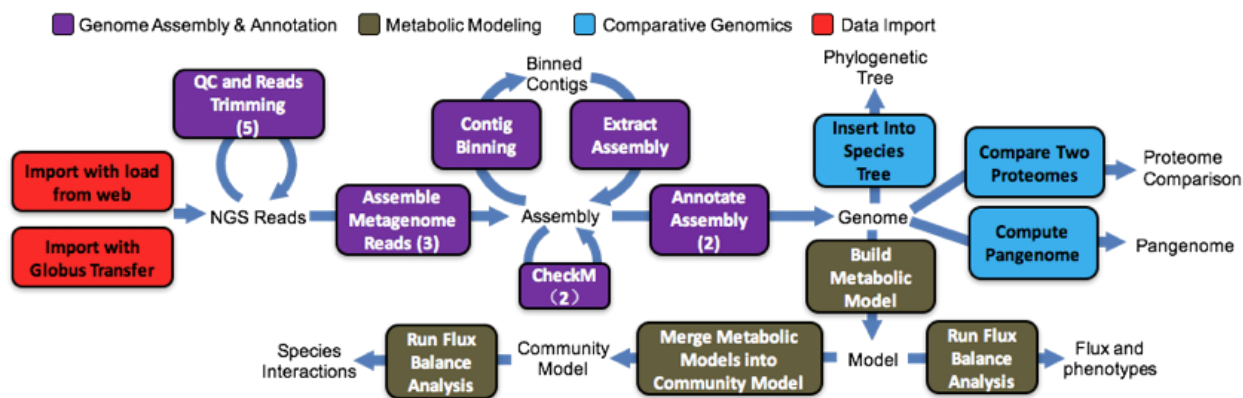 Genome Assembly & Annotation
Metabolic Modeling
Comparative Genomics
Data Import
QC and Reads
Trimming
(5)
Binned
Contigs
Phylogenetic
Tree
Contig
Binning
Extract
Assembly
Insert Into
Species
Tree
Compare Two
Proteomes
Proteome
Comparison
Import with load
from web
NGS Reads
Assemble
Metagenome
Reads (3)
Assembly
Annotate
Assembly
(2)
Genome
Import with
Globus Transfer
Compute
Pangenome
Pangenome
CheckM
(2)
Build
Metabolic
Model
Species
Interactions
Run Flux
Balance
Analysis
Community
Model
Merge Metabolic
Models into
Community Model
Model
Run Flux
Balance
Analysis
Flux and
phenotypes